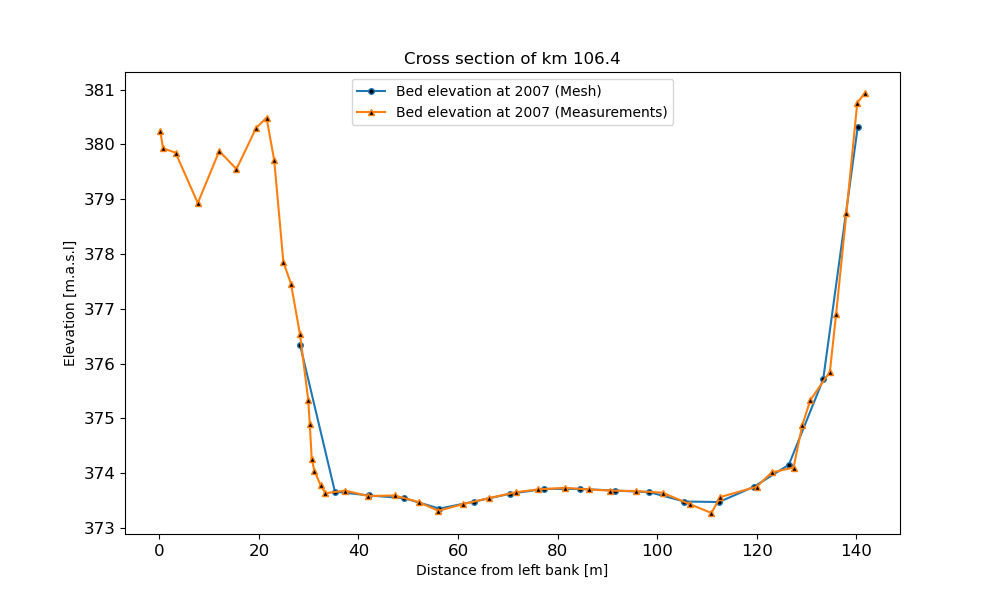 Cross section of km 106.4
Bed elevation at 2007 (Mesh)
Bed elevation at 2007 (Measurements)
381
380
379
378
377
376
375
374
373
Elevation [m.a.s.l]
0 20 40 60 80 100 120 140
Distance from left bank [m]